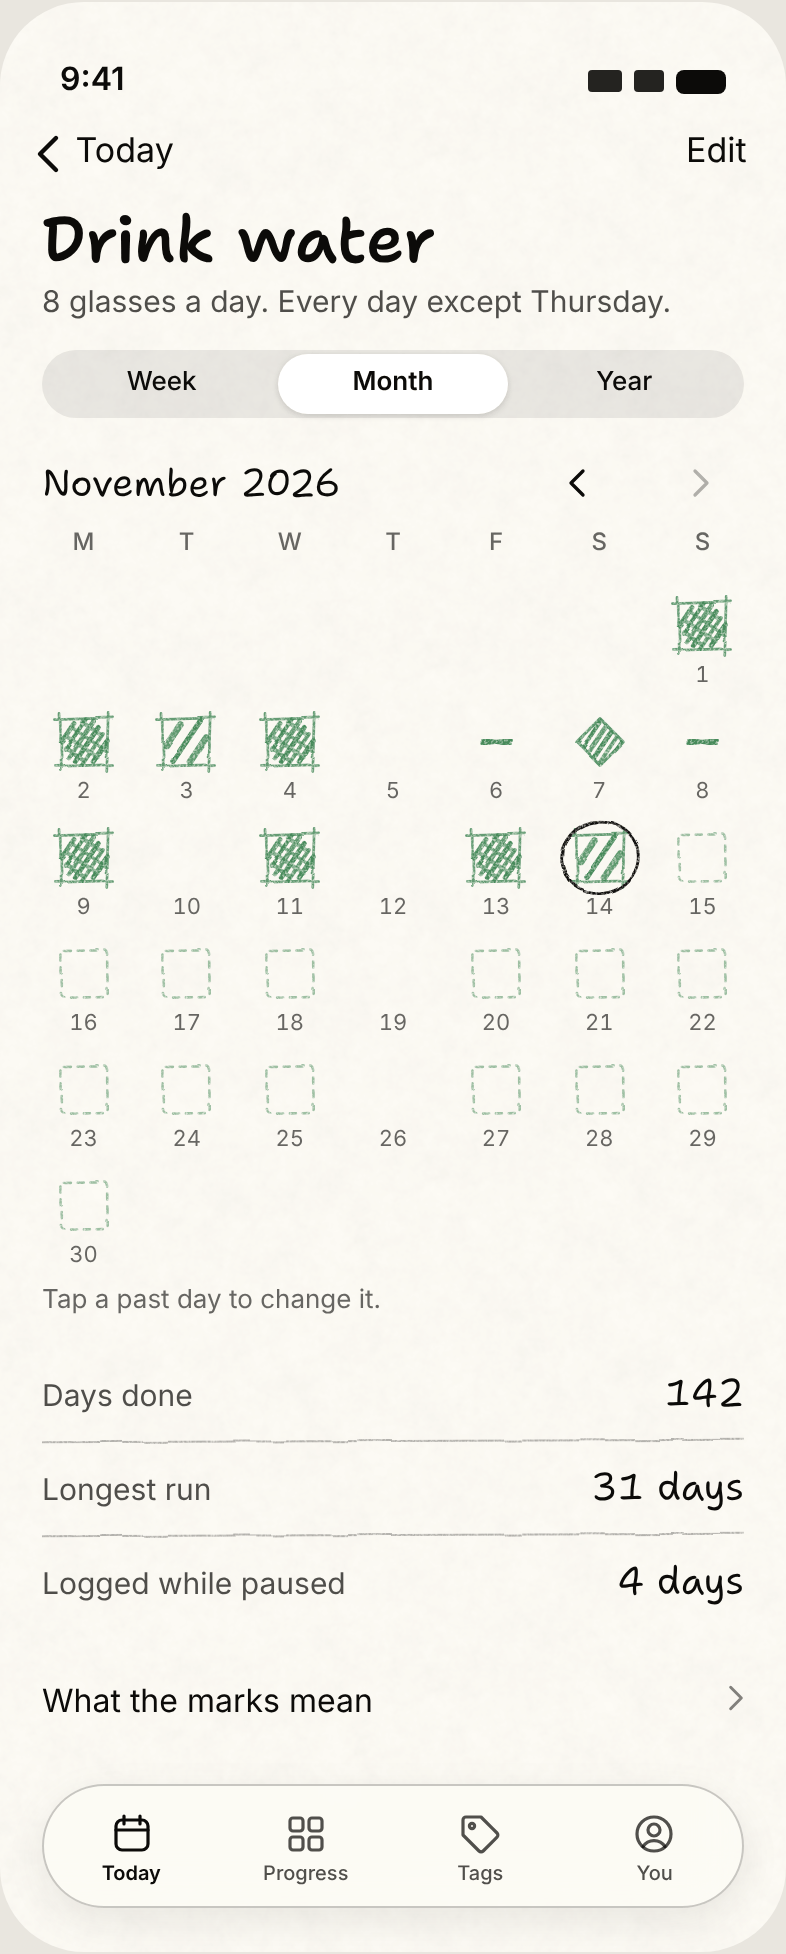 9:41
Today Edit
Drink water
8 glasses a day. Every day except Thursday.
Week Month Year
November 2026
M T W T F S S
1
2 3 4 5 6 7 8
9 10 11 12 13 14 15
16 17 18 19 20 21 22
23 24 25 26 27 28 29
30
Tap a past day to change it.
Days done 142
Longest run 31 days
Logged while paused 4 days
What the marks mean
Today Progress Tags You